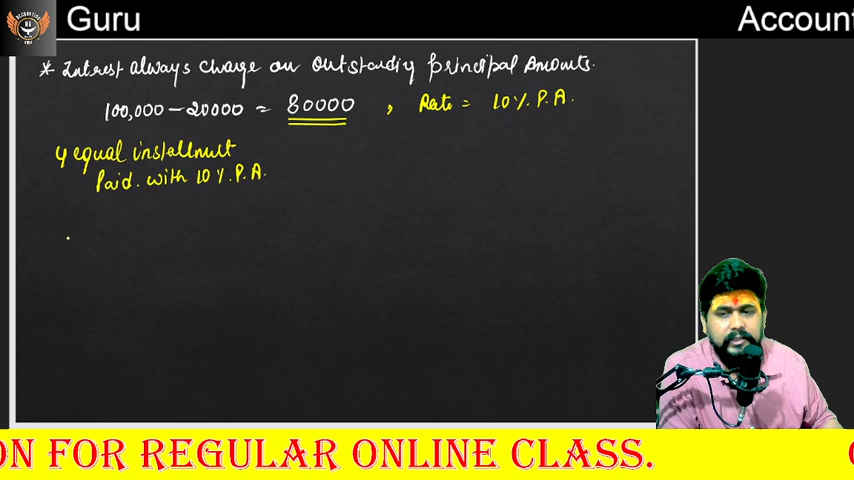 Guru
Account
* Interest always charge on outstanding principal Amounts.
100,000 - 20000 = 80000 , Rate = 10%. P.A.
4 equal installment
Paid. with 10%. P.A.
ON FOR REGULAR ONLINE CLASS.